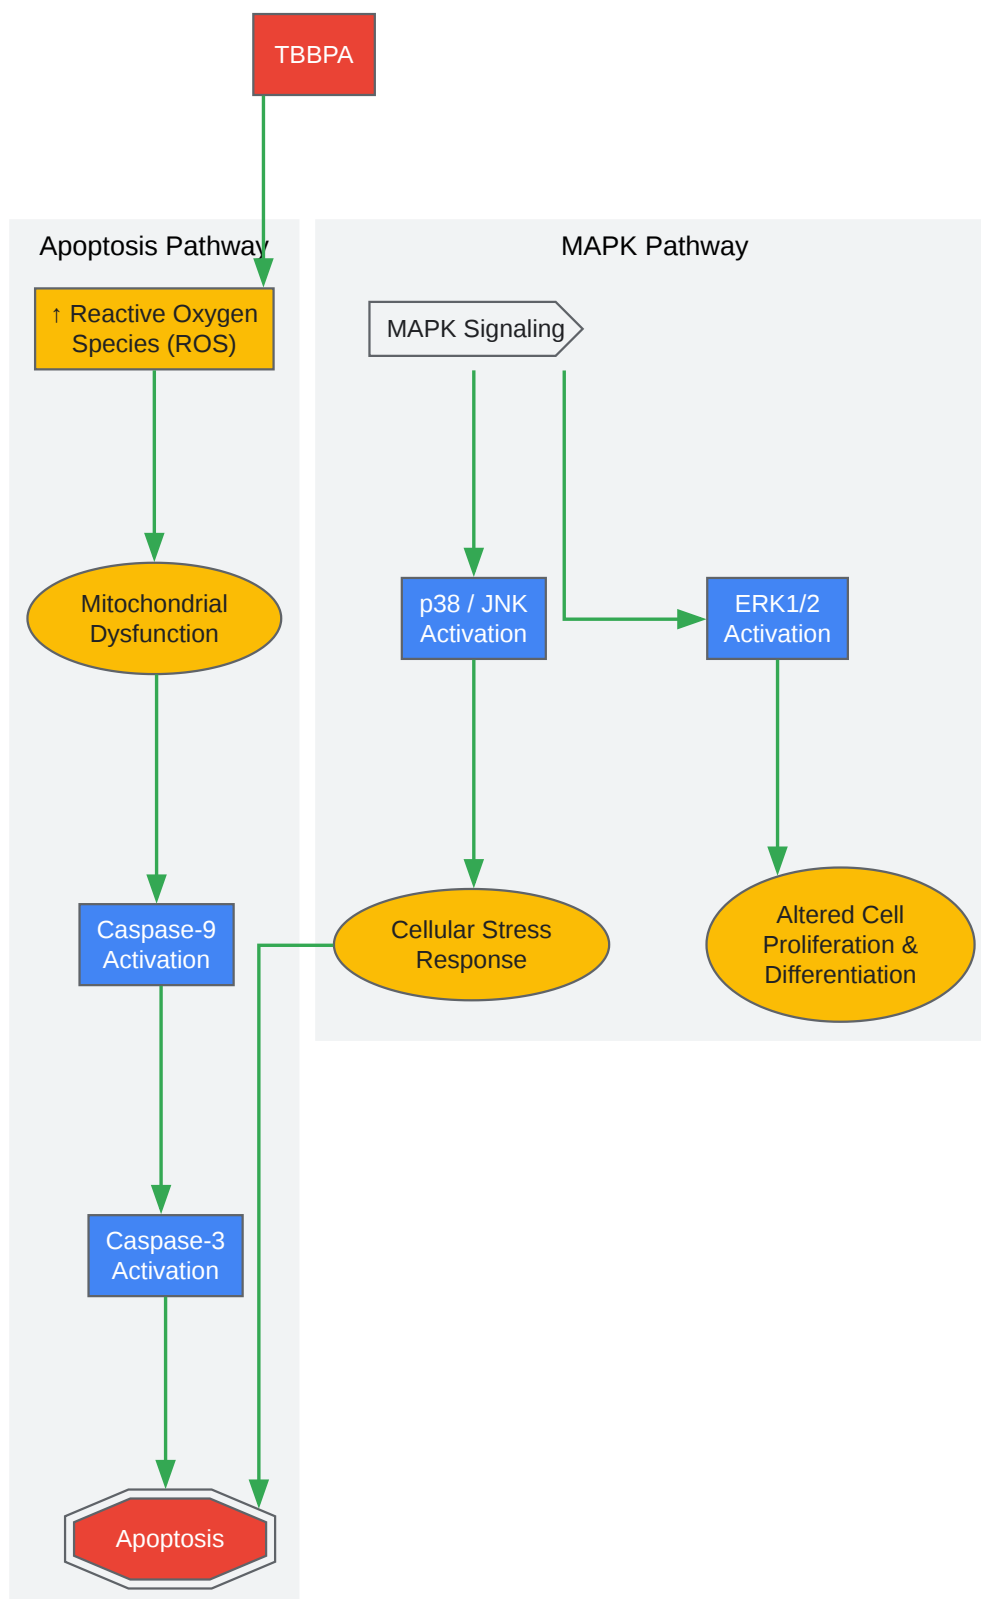 TBBPA
Apoptosis Pathway
MAPK Pathway
↑ Reactive Oxygen
Species (ROS)
MAPK Signaling
Mitochondrial
Dysfunction
p38 / JNK
Activation
ERK1/2
Activation
Caspase-9
Activation
Cellular Stress
Response
Altered Cell
Proliferation &
Differentiation
Caspase-3
Activation
Apoptosis